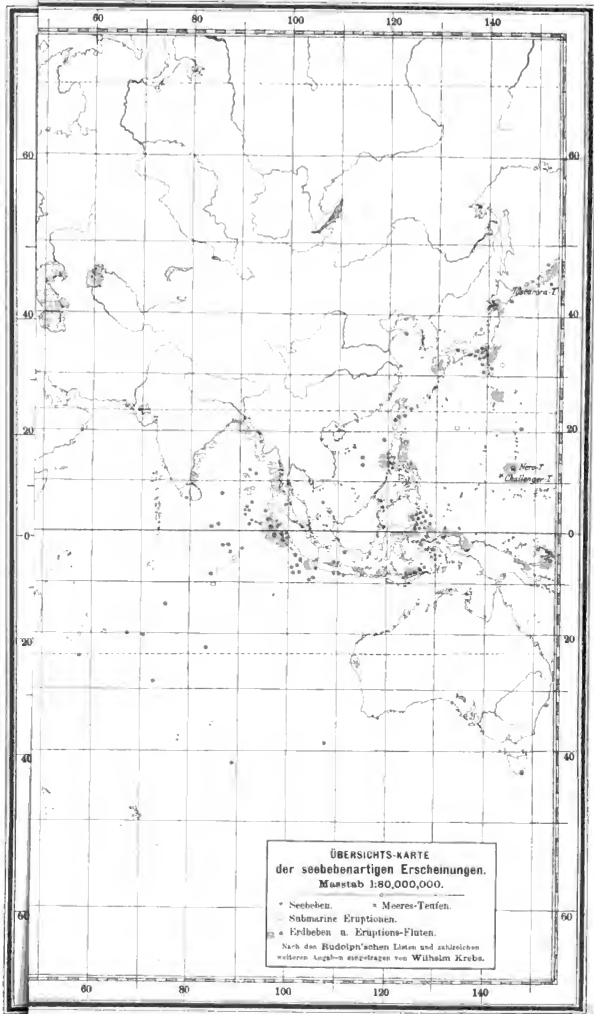 60 80 100 120 140
60 60
Tuscarora-T.
40 40
20 20
Nero-T.
Challenger-T.
0 0
20 20
40 40
ÜBERSICHTS-KARTE
der seebebenartigen Erscheinungen.
Masstab 1:80,000,000.
Seebeben. Meeres-Teufen.
Submarine Eruptionen.
Erdbeben u. Eruptions-Fluten.
Nach den Rudolph'schen Listen und zahlreichen
weiteren Angaben eingetragen von Wilhelm Krebs.
60 60
60 80 100 120 140